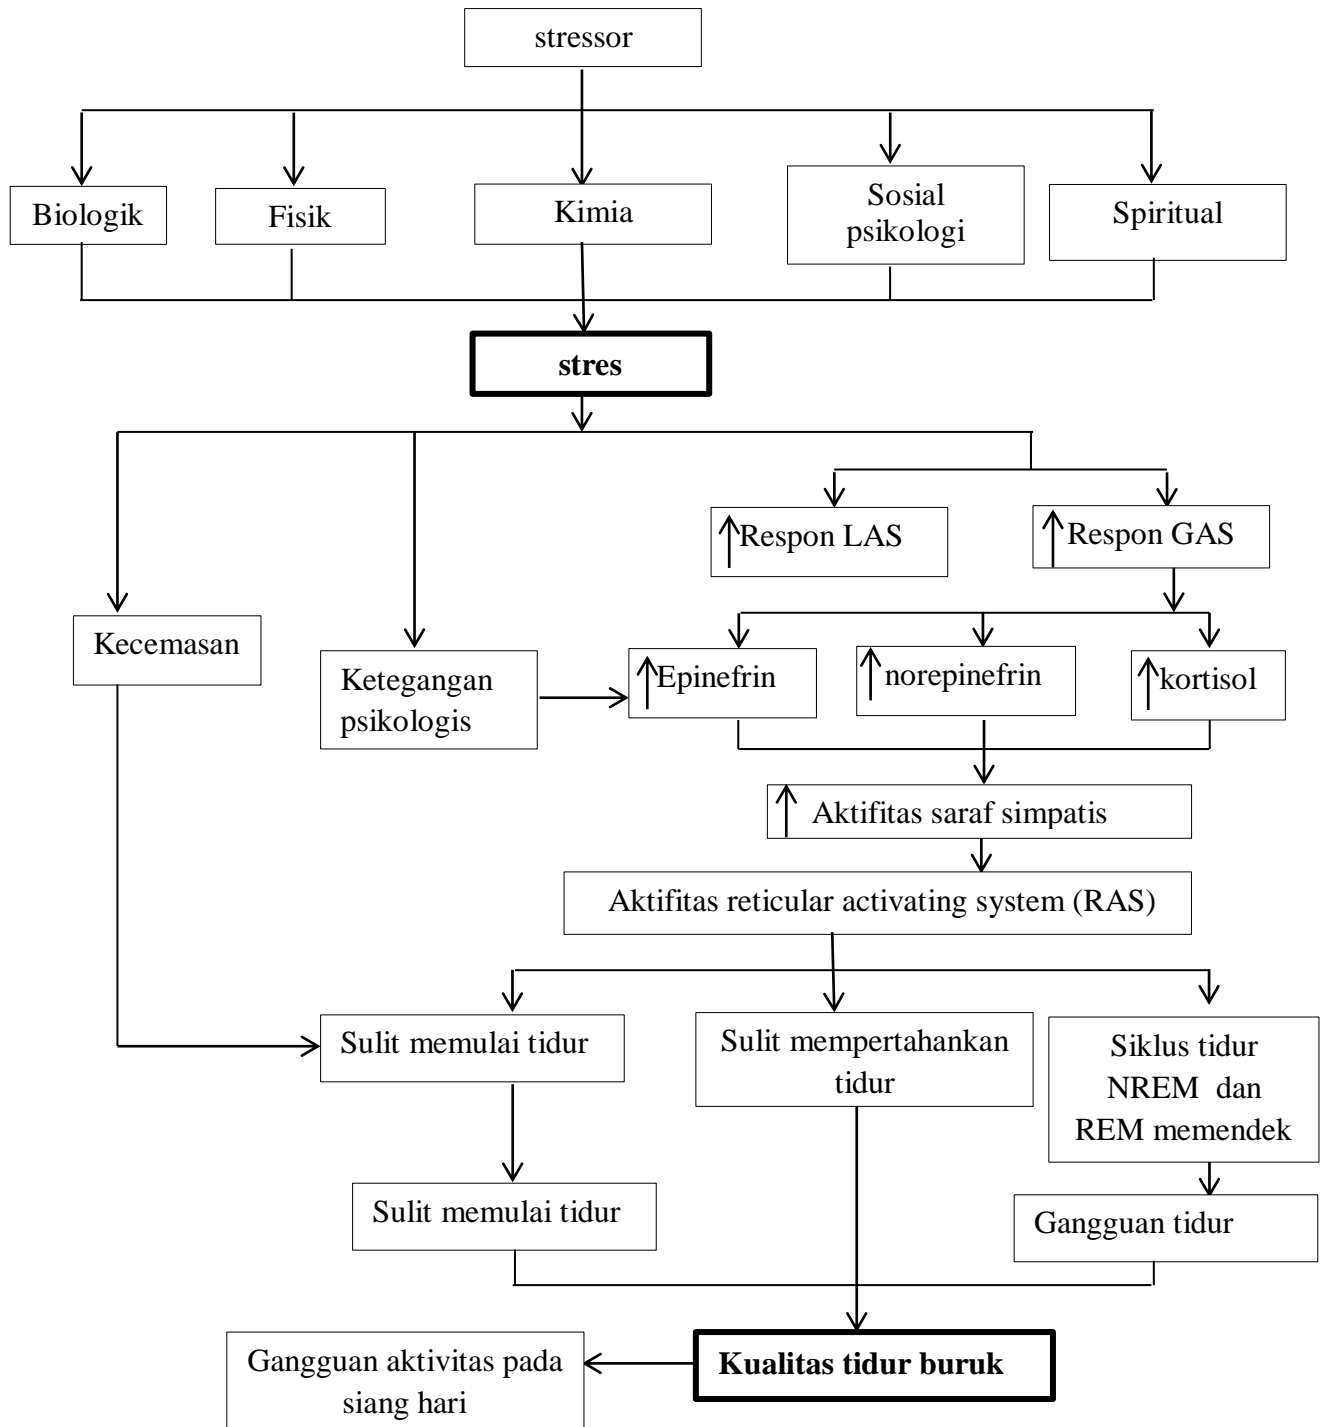 stressor
Biologik
Fisik
Kimia
Sosial
psikologi
Spiritual
stres
Respon LAS
Respon GAS
Kecemasan
Ketegangan
psikologis
Epinefrin
norepinefrin
kortisol
Aktifitas saraf simpatis
Aktifitas reticular activating system (RAS)
Sulit memulai tidur
Sulit mempertahankan
tidur
Siklus tidur
NREM dan
REM memendek
Sulit memulai tidur
Gangguan tidur
Gangguan aktivitas pada
siang hari
Kualitas tidur buruk